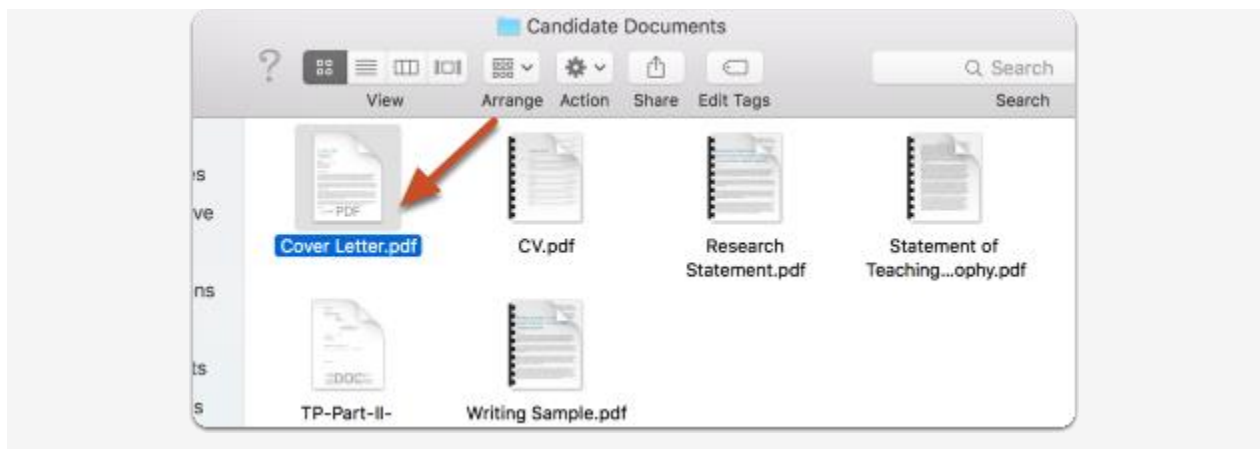 Candidate Documents
?
View
Arrange
Action
Share
Edit Tags
Search
Search
es
ve
ns
ts
s
PDF
Cover Letter.pdf
CV.pdf
Research
Statement.pdf
Statement of
Teaching...ophy.pdf
DOC
TP-Part-II-
Writing Sample.pdf